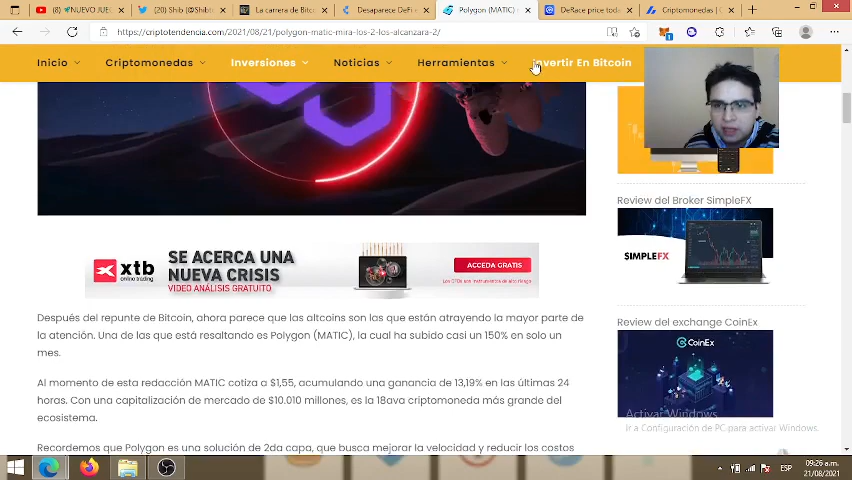 (8) 🚀NUEVO JUEG
(20) Shib (@Shibt
La carrera de Bitco
Desaparece DeFi e
Polygon (MATIC)
DeRace price toda
Criptomonedas | C
https://criptotendencia.com/2021/08/21/polygon-matic-mira-los-2-los-alcanzara-2/
Inicio
Criptomonedas
Inversiones
Noticias
Herramientas
Invertir En Bitcoin
xtb
online trading
SE ACERCA UNA
NUEVA CRISIS
VIDEO ANÁLISIS GRATUITO
ACCEDA GRATIS
Los CFDs son instrumentos de alto riesgo
Review del Broker SimpleFX
SIMPLEFX
Después del repunte de Bitcoin, ahora parece que las altcoins son las que están atrayendo la mayor parte de
la atención. Una de las que está resaltando es Polygon (MATIC), la cual ha subido casi un 150% en solo un
mes.
Review del exchange CoinEx
CoinEx
Al momento de esta redacción MATIC cotiza a $1,55, acumulando una ganancia de 13,19% en las últimas 24
horas. Con una capitalización de mercado de $10.010 millones, es la 18ava criptomoneda más grande del
ecosistema.
Activar Windows
Ir a Configuración de PC para activar Windows.
Recordemos que Polygon es una solución de 2da capa, que busca mejorar la velocidad y reducir los costos
ESP
09:26 a.m.
21/08/2021